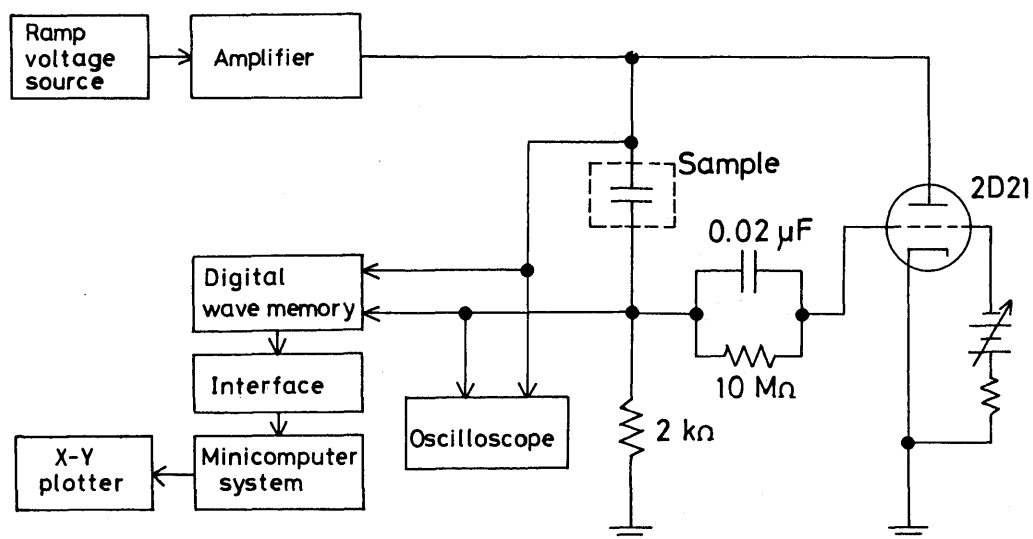 Ramp
voltage
source
Amplifier
Sample
2D21
0.02 μF
Digital
wave memory
10 MΩ
Interface
Oscilloscope
2 kΩ
X-Y
plotter
Minicomputer
system